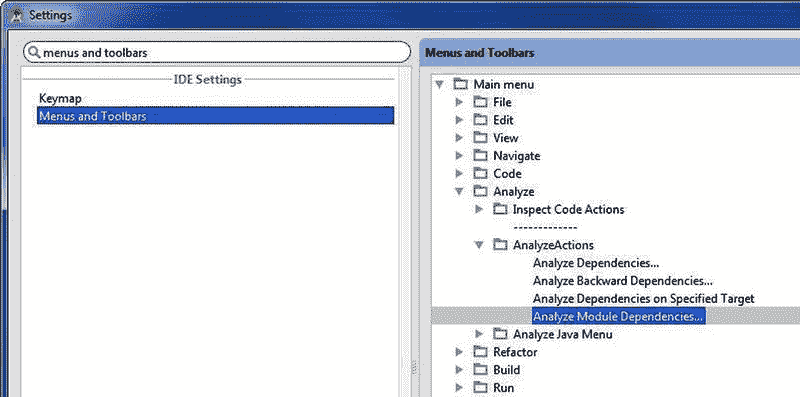 Settings
menus and toolbars
IDE Settings
Keymap
Menus and Toolbars
Menus and Toolbars
Main menu
File
Edit
View
Navigate
Code
Analyze
Inspect Code Actions
-------------
AnalyzeActions
Analyze Dependencies...
Analyze Backward Dependencies...
Analyze Dependencies on Specified Target
Analyze Module Dependencies...
Analyze Java Menu
Refactor
Build
Run